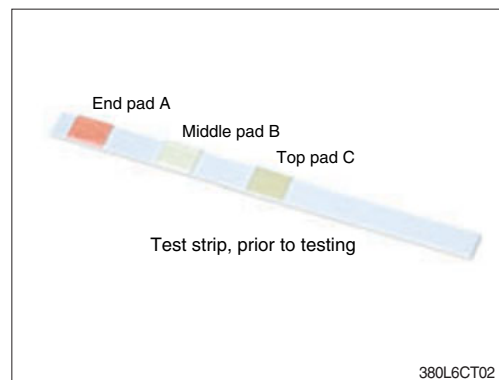 End pad A
Middle pad B
Top pad C
Test strip, prior to testing
380L6CT02